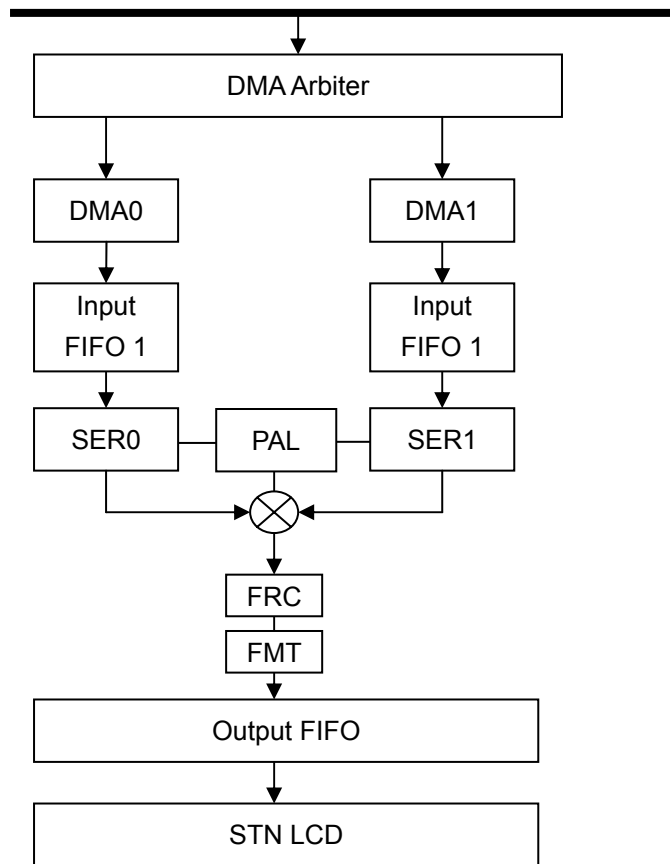 DMA Arbiter
DMA0
DMA1
Input
FIFO 1
Input
FIFO 1
SER0
PAL
SER1
FRC
FMT
Output FIFO
STN LCD